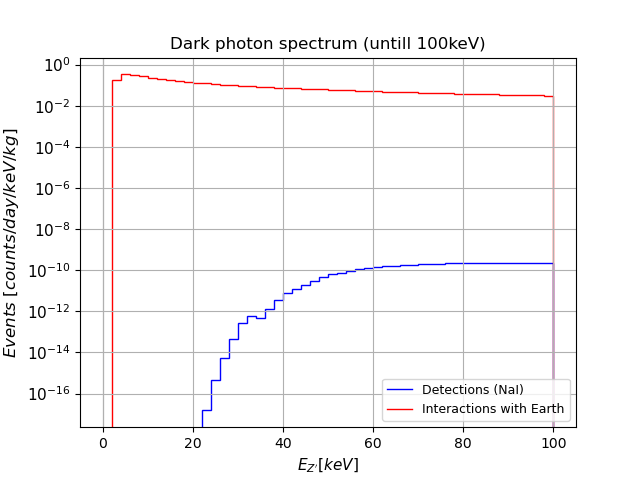 Dark photon spectrum (untill 100keV)
10^0
10^-2
10^-4
10^-6
10^-8
10^-10
10^-12
10^-14
10^-16
Events [counts/day/keV/kg]
Detections (NaI)
Interactions with Earth
0 20 40 60 80 100
E_{Z'}[keV]